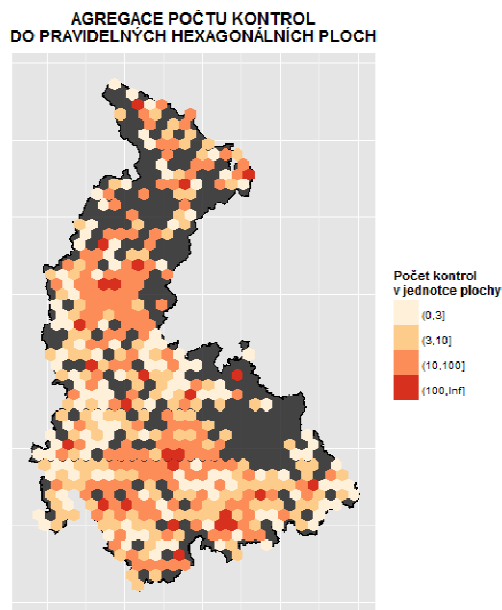 AGREGACE POČTU KONTROL
DO PRAVIDELNÝCH HEXAGONÁLNÍCH PLOCH
Počet kontrol
v jednotce plochy
(0,3]
(3,10]
(10,100]
(100,Inf]